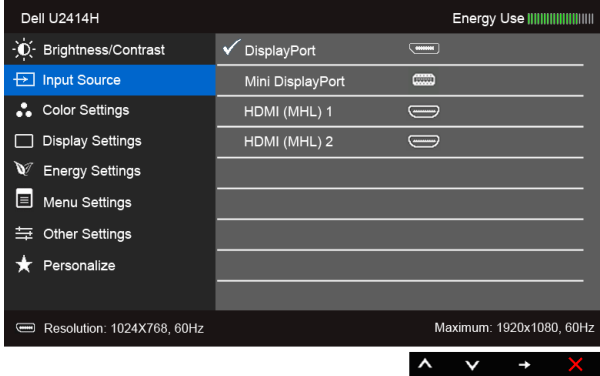 Dell U2414H Energy Use
Brightness/Contrast DisplayPort
Input Source Mini DisplayPort
Color Settings HDMI (MHL) 1
Display Settings HDMI (MHL) 2
Energy Settings
Menu Settings
Other Settings
Personalize
Resolution: 1024X768, 60Hz Maximum: 1920x1080, 60Hz